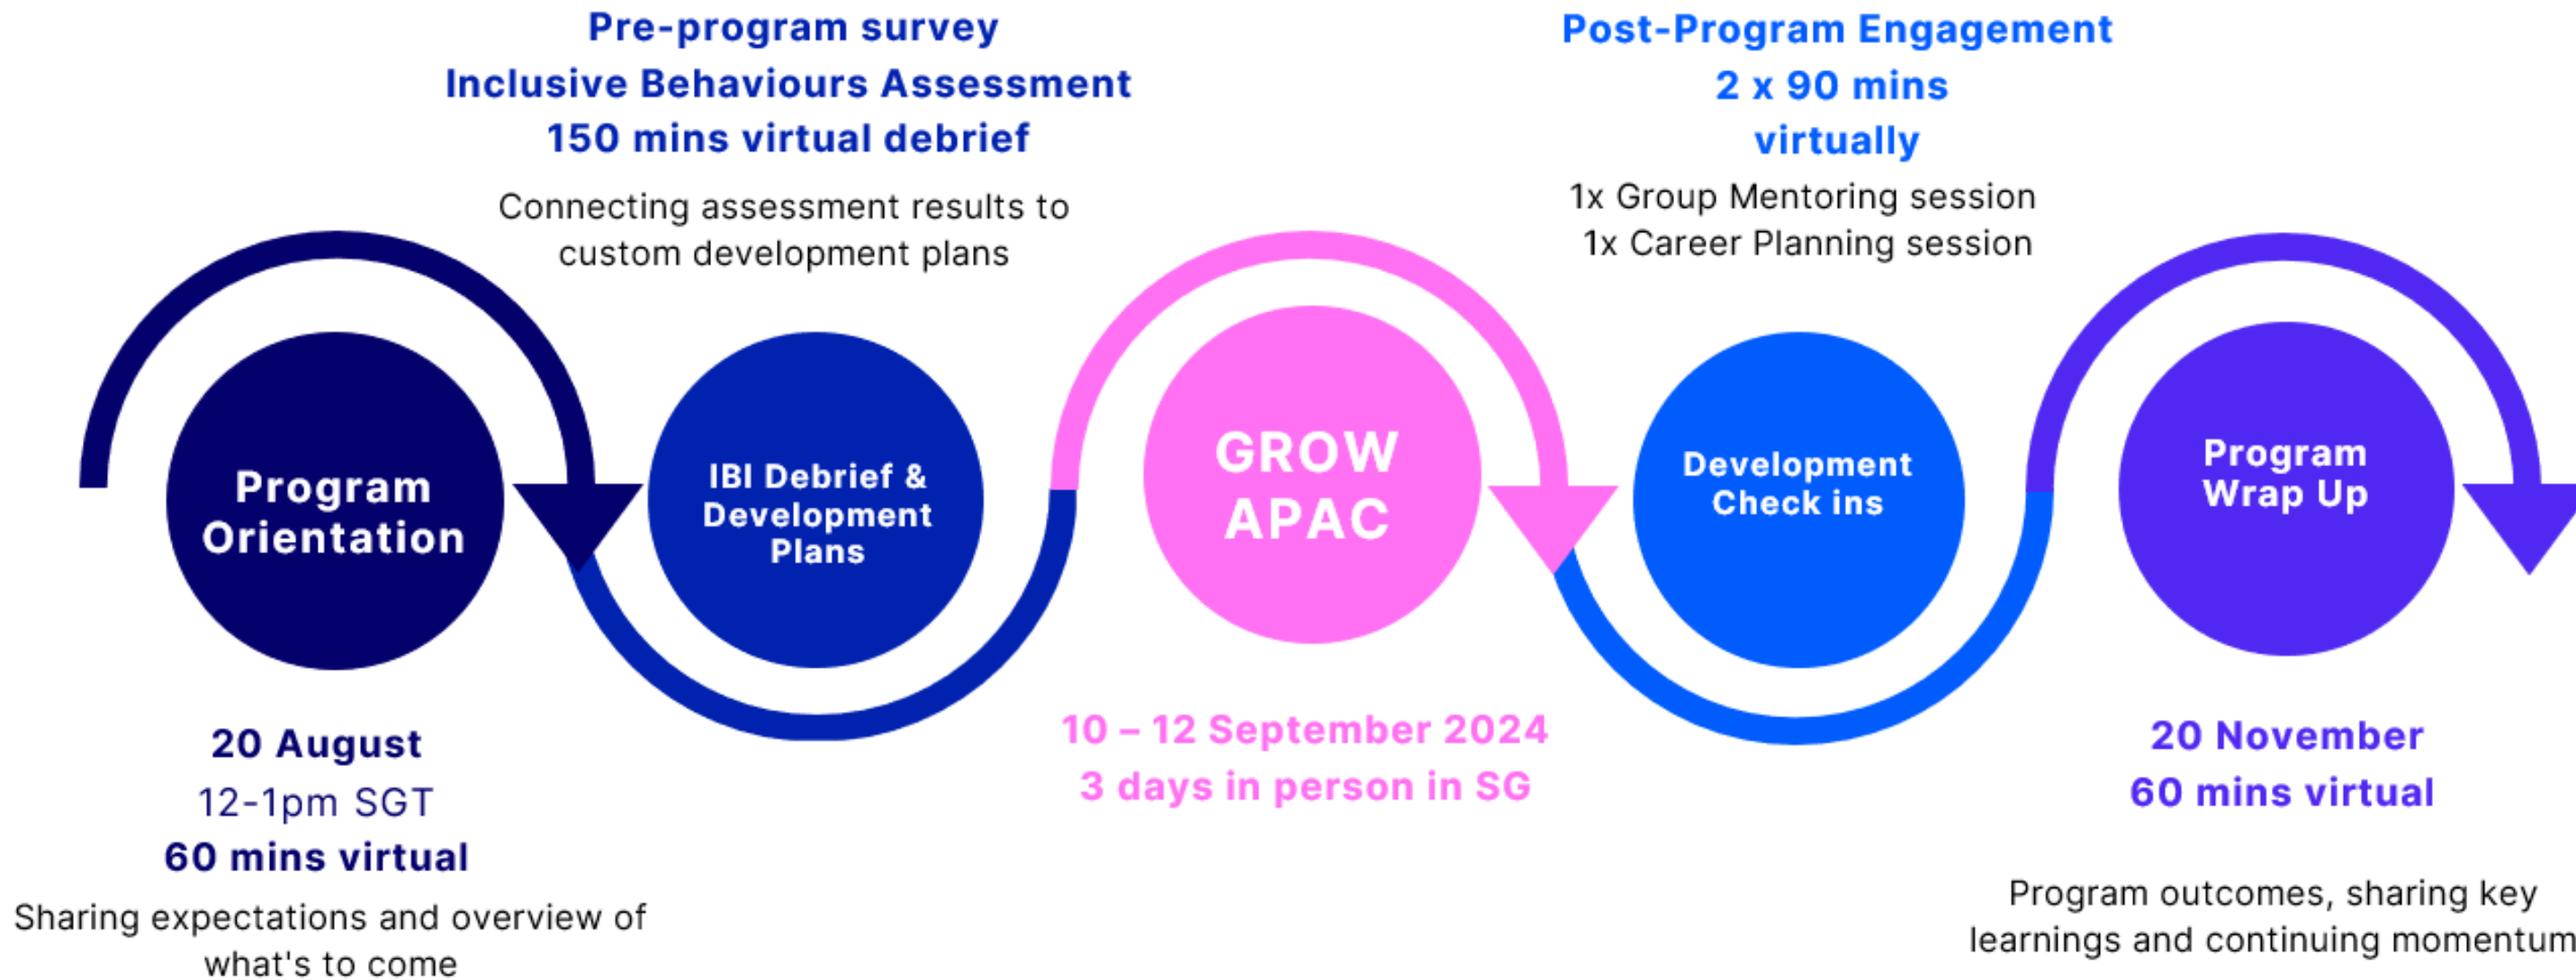 Pre-program survey
Inclusive Behaviours Assessment
150 mins virtual debrief
Connecting assessment results to
custom development plans
Post-Program Engagement
2 x 90 mins
virtually
1x Group Mentoring session
1x Career Planning session
Program
Orientation
IBI Debrief &
Development
Plans
GROW
APAC
Development
Check ins
Program
Wrap Up
20 August
12-1pm SGT
60 mins virtual
Sharing expectations and overview of
what's to come
10 – 12 September 2024
3 days in person in SG
20 November
60 mins virtual
Program outcomes, sharing key
learnings and continuing momentum